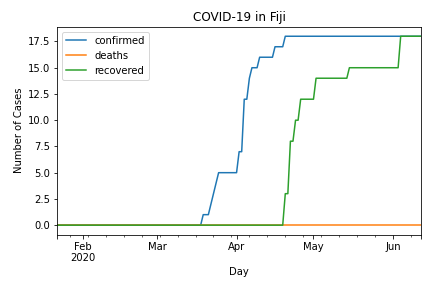 COVID-19 in Fiji
confirmed
deaths
recovered
Number of Cases
17.5
15.0
12.5
10.0
7.5
5.0
2.5
0.0
Feb
2020
Mar
Apr
May
Jun
Day